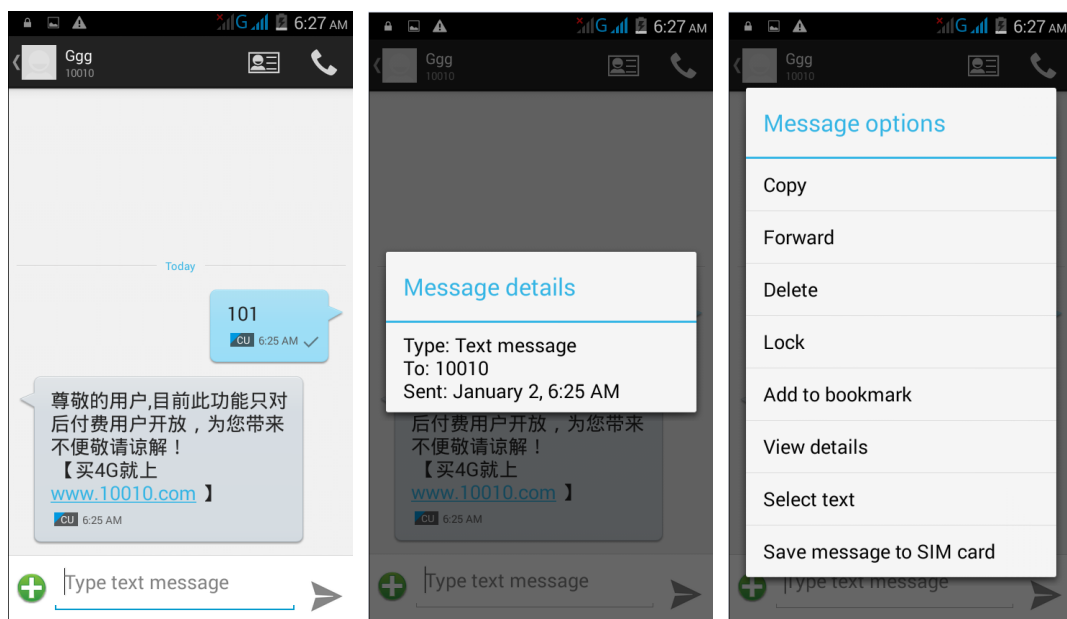 G 6:27 AM
Ggg
10010
Today
101
CU 6:25 AM
尊敬的用户,目前此功能只对
后付费用户开放，为您带来
不便敬请谅解！
【买4G就上
www.10010.com 】
CU 6:25 AM
Type text message
G 6:27 AM
Ggg
10010
Message details
Type: Text message
To: 10010
Sent: January 2, 6:25 AM
后付费用户开放，为您带来
不便敬请谅解！
【买4G就上
www.10010.com 】
CU 6:25 AM
Type text message
G 6:27 AM
Ggg
10010
Message options
Copy
Forward
Delete
Lock
Add to bookmark
View details
Select text
Save message to SIM card
Type text message